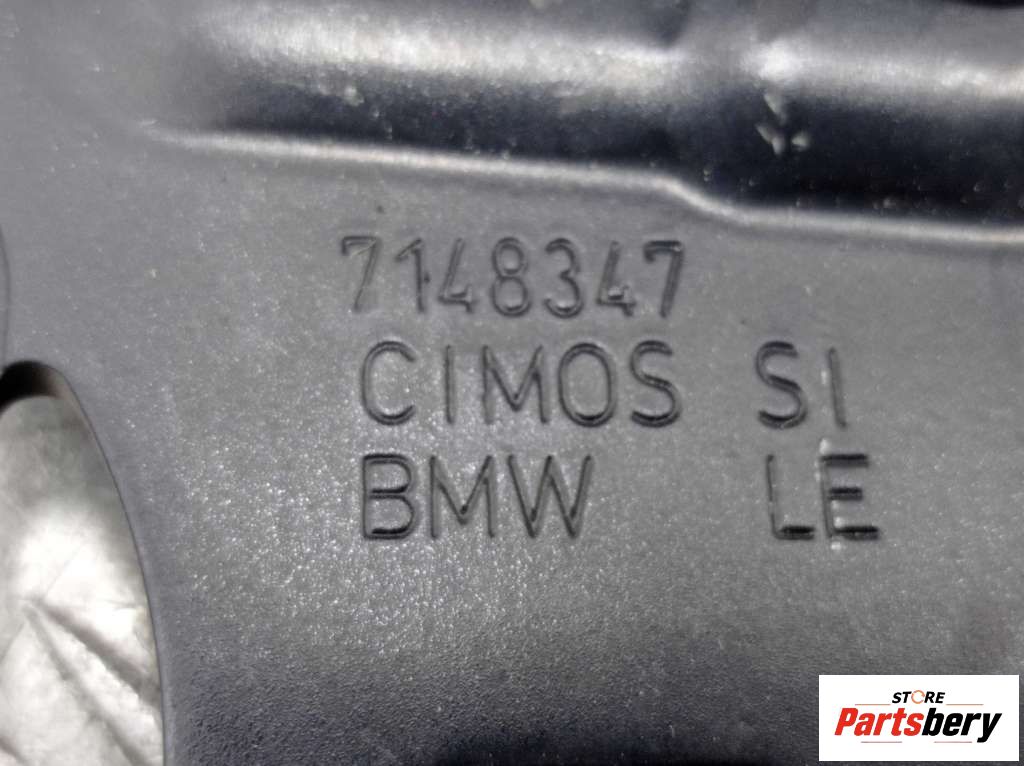 7148347
CIMOS SI
BMW LE
STORE
Partsbery